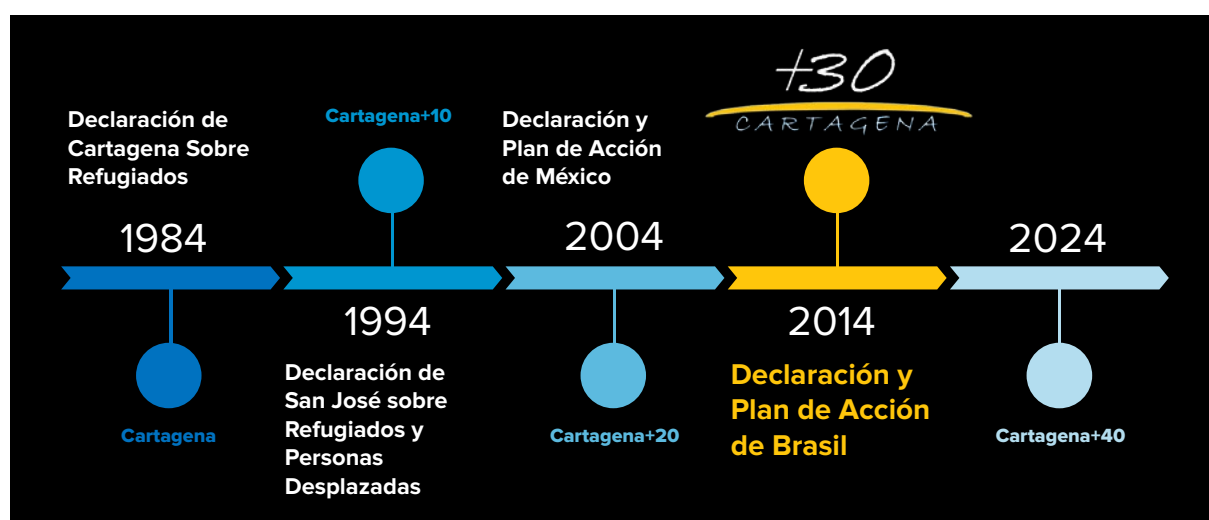 Declaración de
Cartagena Sobre
Refugiados
1984
Cartagena
Cartagena+10
1994
Declaración de
San José sobre
Refugiados y
Personas
Desplazadas
Declaración y
Plan de Acción
de México
2004
Cartagena+20
+30
CARTAGENA
2014
Declaración y
Plan de Acción
de Brasil
2024
Cartagena+40